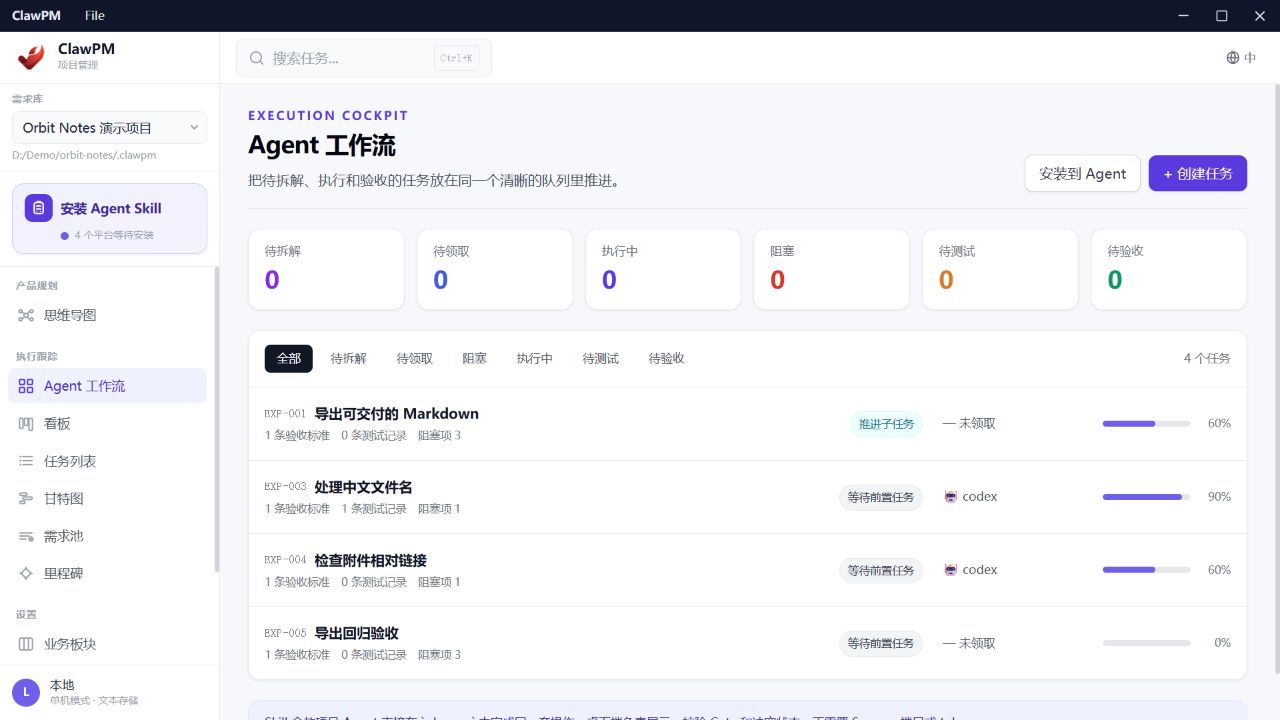 ClawPM File
ClawPM
项目管理
搜索任务... Ctrl+K
中
需求库
Orbit Notes 演示项目
D:/Demo/orbit-notes/.clawpm
安装 Agent Skill
4 个平台等待安装
产品规划
思维导图
执行跟踪
Agent 工作流
看板
任务列表
甘特图
需求池
里程碑
设置
业务板块
L
本地
单机模式 · 文本存储
EXECUTION COCKPIT
Agent 工作流
把待拆解、执行和验收的任务放在同一个清晰的队列里推进。
安装到 Agent
+ 创建任务
待拆解 待领取 执行中 阻塞 待测试 待验收
0 0 0 0 0 0
全部 待拆解 待领取 阻塞 执行中 待测试 待验收 4 个任务
EXP-001 导出可交付的 Markdown
1 条验收标准 0 条测试记录 阻塞项 3
推进子任务 — 未领取 60%
EXP-003 处理中文文件名
1 条验收标准 1 条测试记录 阻塞项 1
等待前置任务 codex 90%
EXP-004 检查附件相对链接
1 条验收标准 0 条测试记录 阻塞项 1
等待前置任务 codex 60%
EXP-005 导出回归验收
1 条验收标准 0 条测试记录 阻塞项 3
等待前置任务 — 未领取 0%